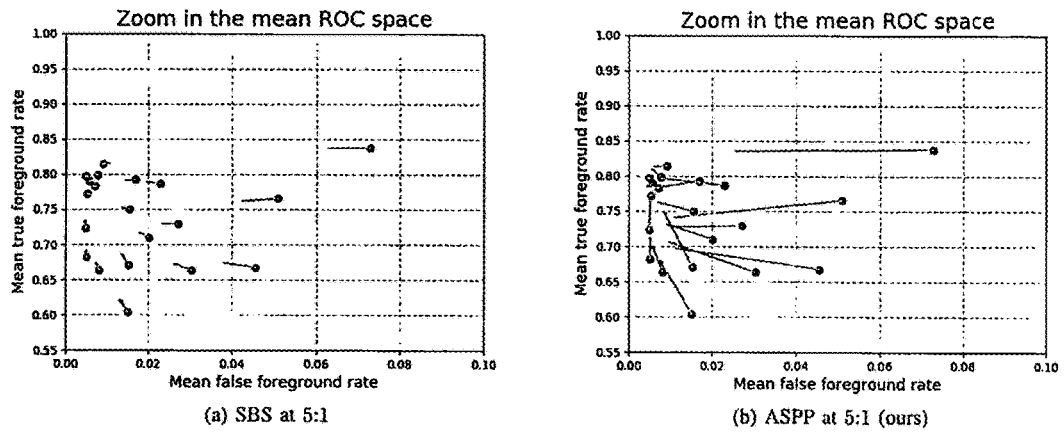 Zoom in the mean ROC space
Mean true foreground rate
1.00
0.95
0.90
0.85
0.80
0.75
0.70
0.65
0.60
0.55
0.00 0.02 0.04 0.06 0.08 0.10
Mean false foreground rate
(a) SBS at 5:1
Zoom in the mean ROC space
Mean true foreground rate
1.00
0.95
0.90
0.85
0.80
0.75
0.70
0.65
0.60
0.55
0.00 0.02 0.04 0.06 0.08 0.10
Mean false foreground rate
(b) ASPP at 5:1 (ours)